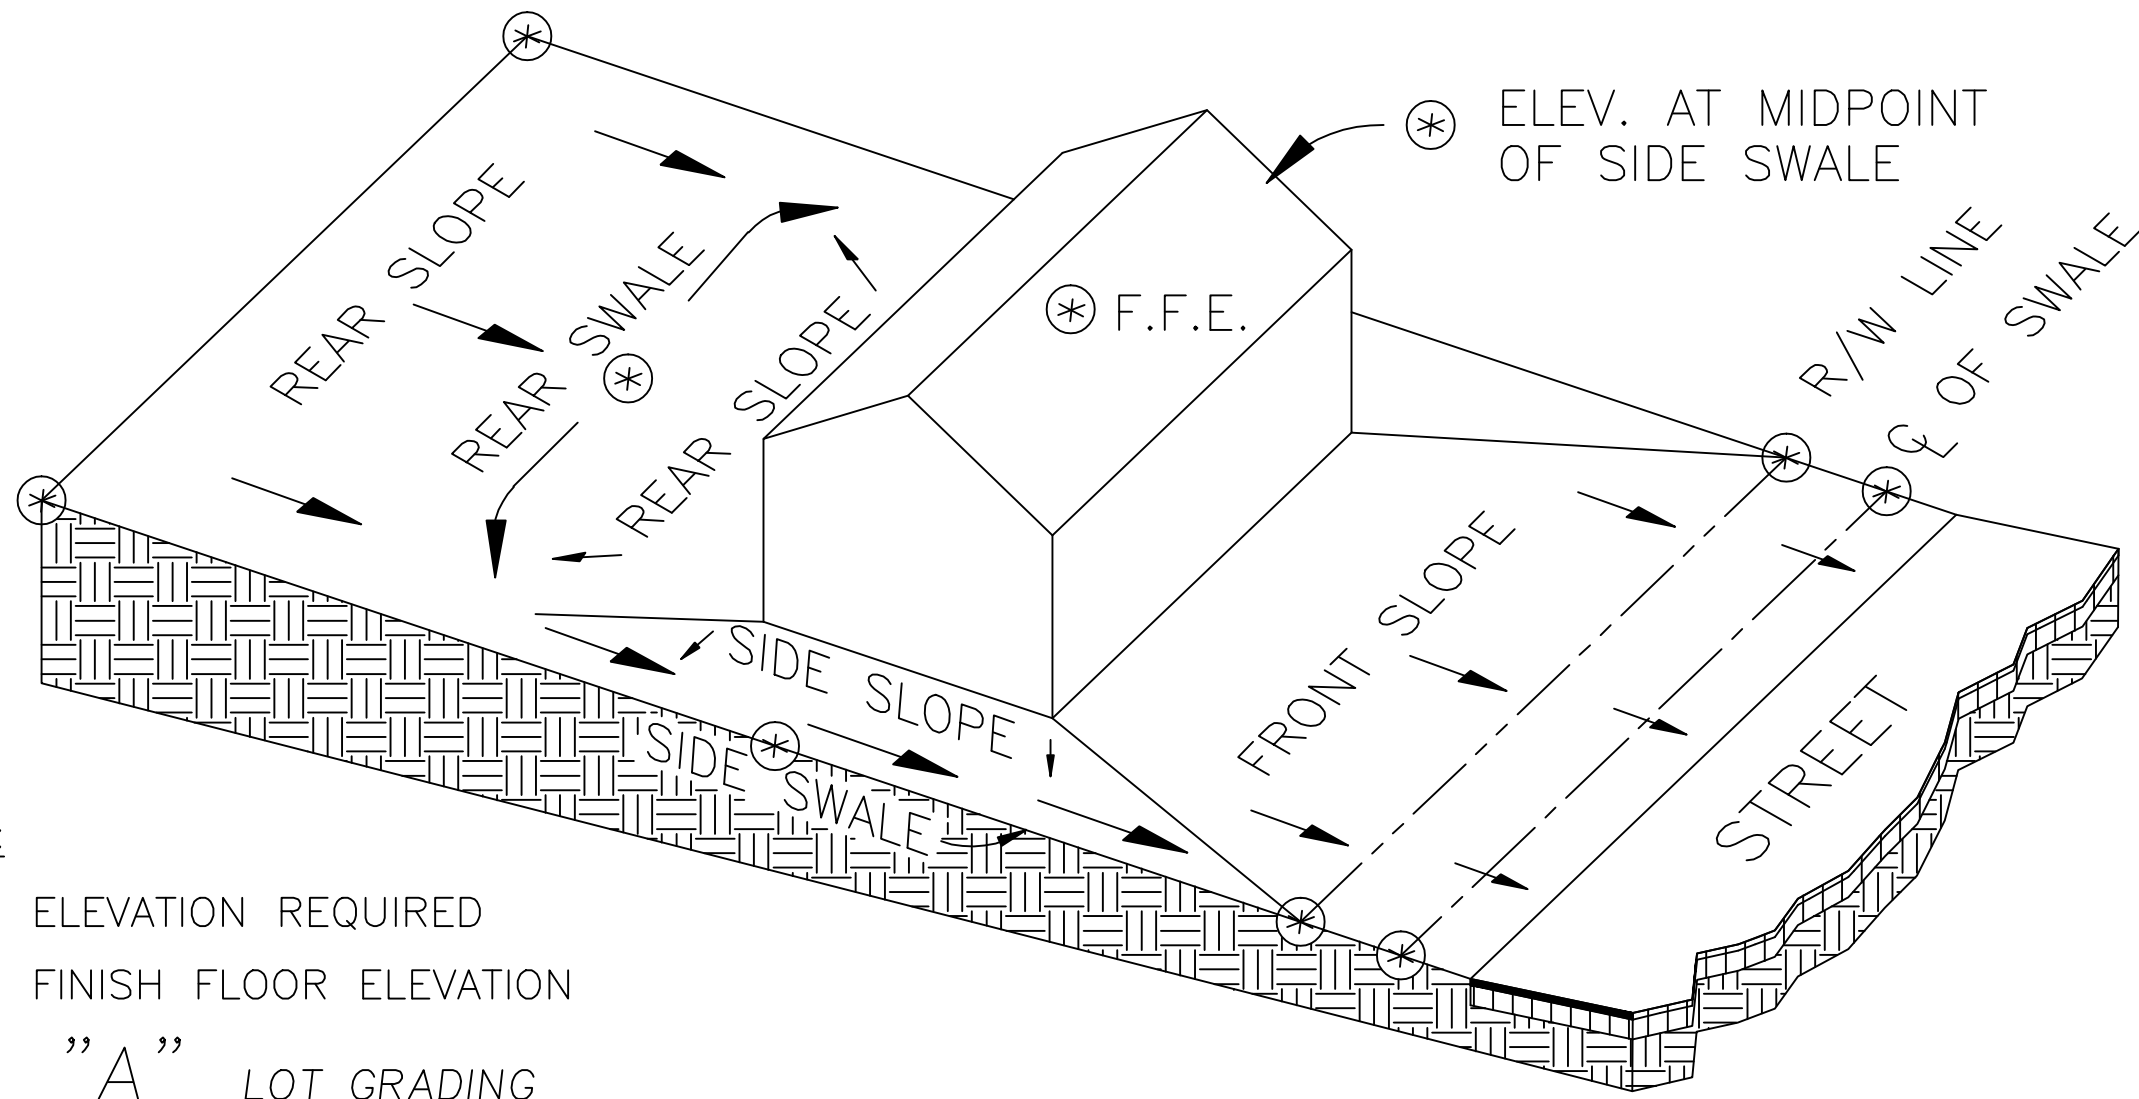 ELEV. AT MIDPOINT
OF SIDE SWALE
REAR SLOPE
REAR SWALE
REAR SLOPE
F.F.E.
R/W LINE
℄ OF SWALE
SIDE SLOPE
SIDE SWALE
FRONT SLOPE
STREET
ELEVATION REQUIRED
FINISH FLOOR ELEVATION
”A” LOT GRADING